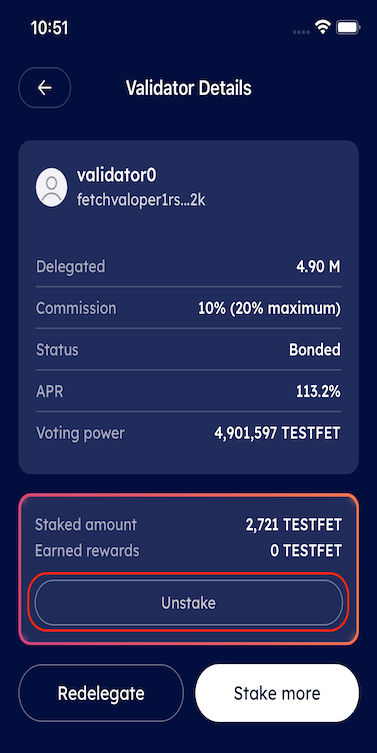 10:51
Validator Details
validator0
fetchvaloper1rs...2k
Delegated 4.90 M
Commission 10% (20% maximum)
Status Bonded
APR 113.2%
Voting power 4,901,597 TESTFET
Staked amount 2,721 TESTFET
Earned rewards 0 TESTFET
Unstake
Redelegate Stake more